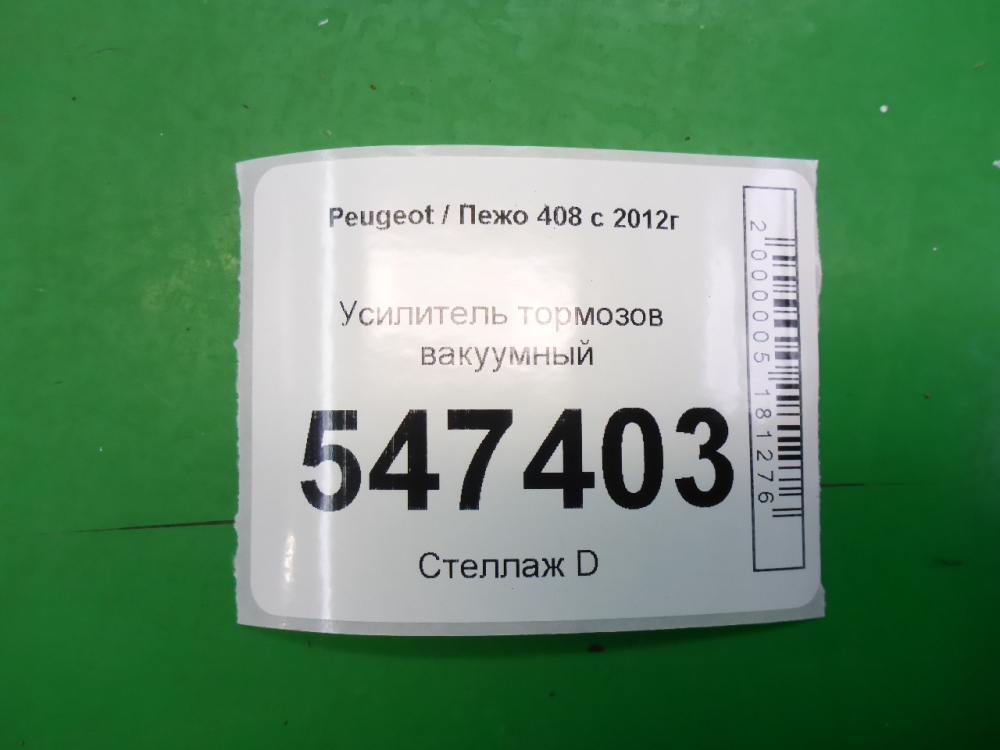 Peugeot / Пежо 408 с 2012г
Усилитель тормозов
вакуумный
547403
Стеллаж D
2000005181276